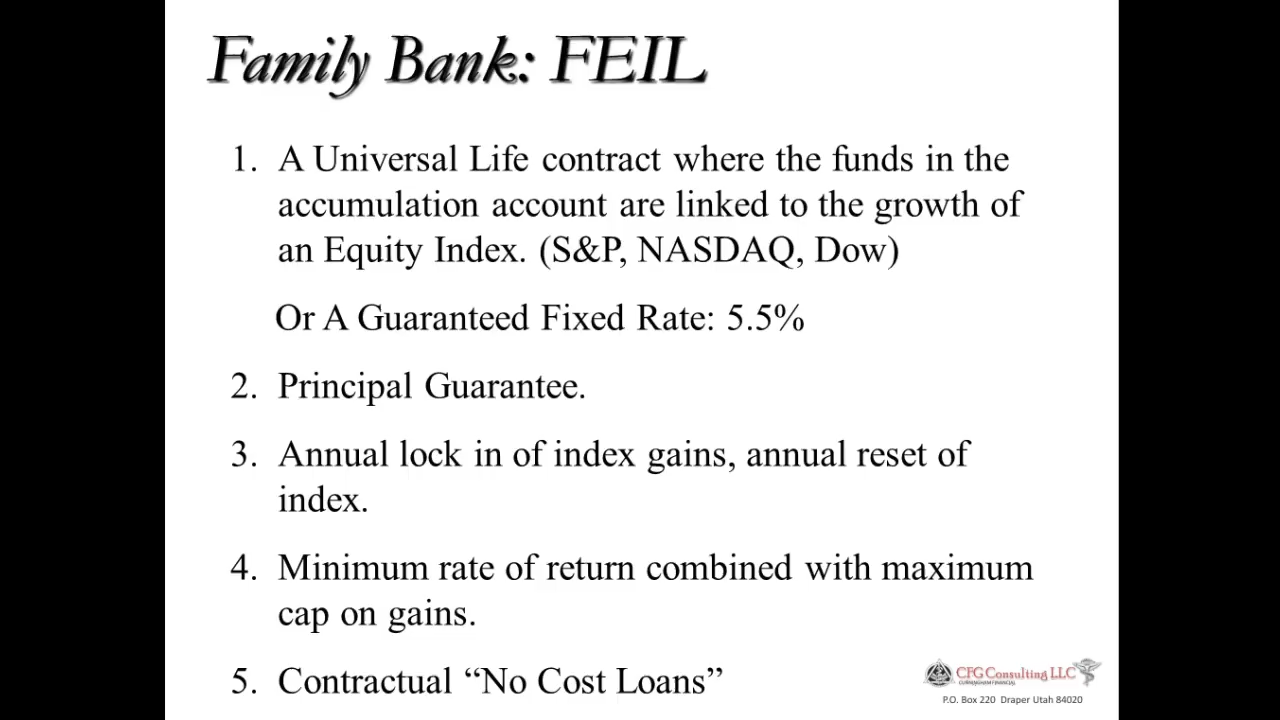 Family Bank: FEIL
1. A Universal Life contract where the funds in the
accumulation account are linked to the growth of
an Equity Index. (S&P, NASDAQ, Dow)
Or A Guaranteed Fixed Rate: 5.5%
2. Principal Guarantee.
3. Annual lock in of index gains, annual reset of
index.
4. Minimum rate of return combined with maximum
cap on gains.
5. Contractual “No Cost Loans”
CFG Consulting LLC
P.O. Box 220 Draper Utah 84020